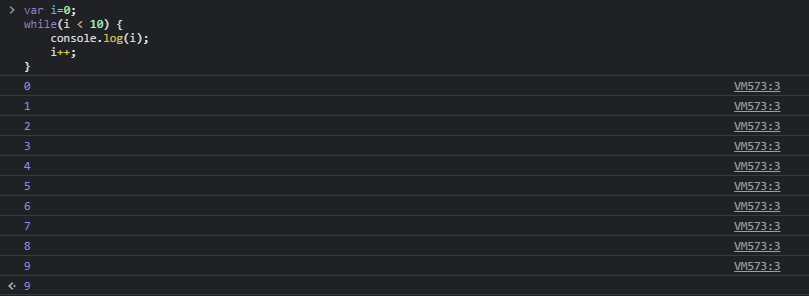 > var i=0;
while(i < 10) {
    console.log(i);
    i++;
}
0 VM573:3
1 VM573:3
2 VM573:3
3 VM573:3
4 VM573:3
5 VM573:3
6 VM573:3
7 VM573:3
8 VM573:3
9 VM573:3
9